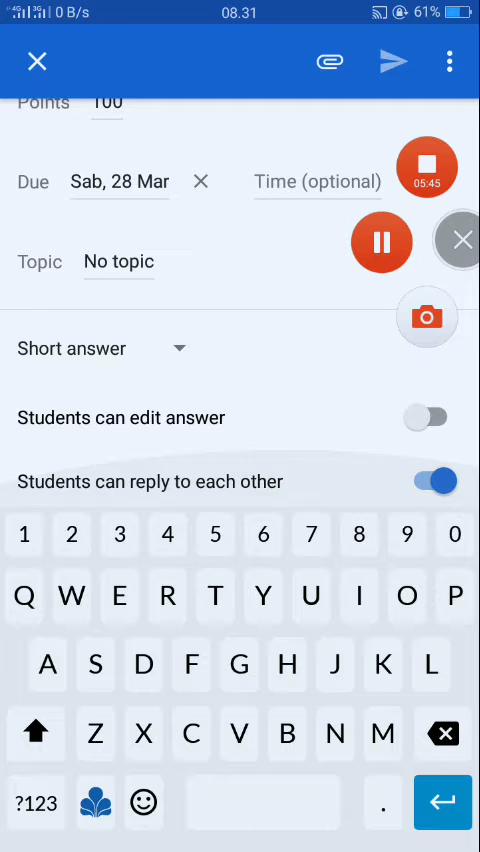 4G 3G 0 B/s 08.31 61%
Points 100
Due Sab, 28 Mar Time (optional)
05:45
Topic No topic
Short answer
Students can edit answer
Students can reply to each other
1 2 3 4 5 6 7 8 9 0
Q W E R T Y U I O P
A S D F G H J K L
Z X C V B N M
?123 .